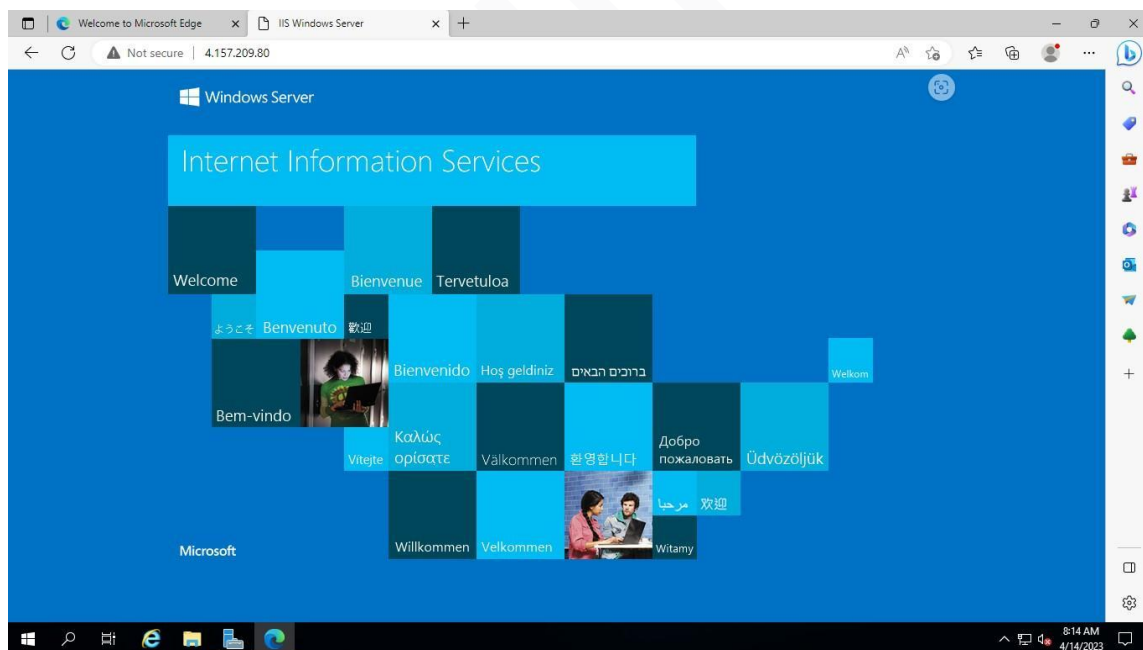 Welcome to Microsoft Edge
IIS Windows Server
Not secure
4.157.209.80
Windows Server
Internet Information Services
Welcome
Bienvenue
Tervetuloa
ようこそ
Benvenuto
歡迎
Bienvenido
Hoş geldiniz
ברוכים הבאים
Welkom
Bem-vindo
Vítejte
Καλώς
ορίσατε
Välkommen
환영합니다
Добро
пожаловать
Üdvözöljük
مرحبا
欢迎
Microsoft
Willkommen
Velkommen
Witamy
8:14 AM
4/14/2023